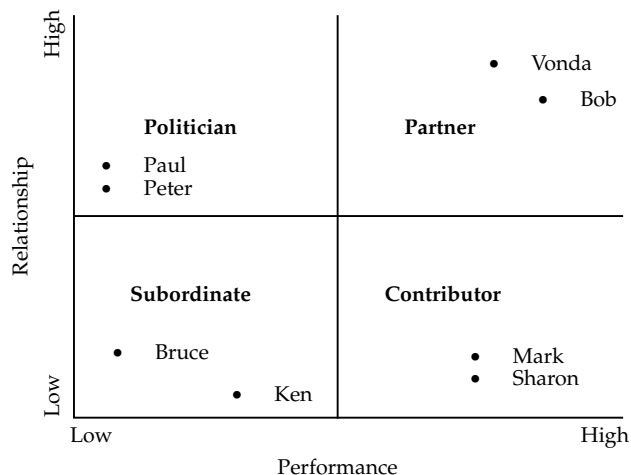 High
Vonda
Bob
Politician
Partner
Paul
Peter
Relationship
Subordinate
Contributor
Bruce
Mark
Sharon
Ken
Low
Low
High
Performance